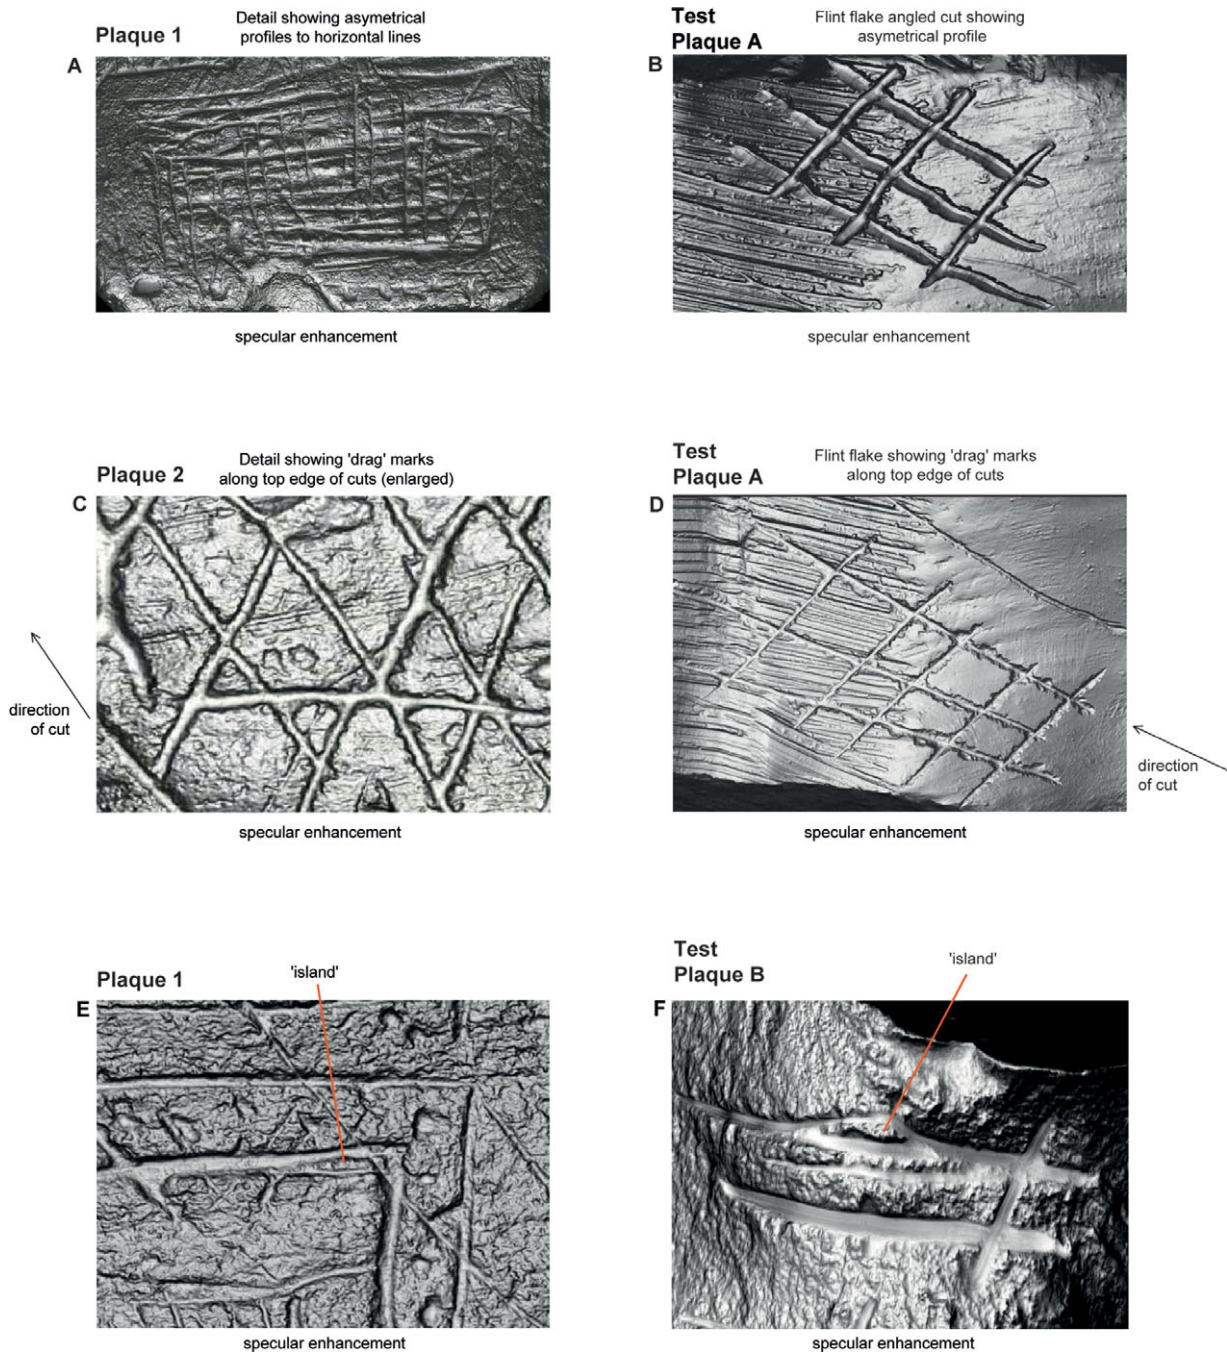 Plaque 1
Detail showing asymetrical
profiles to horizontal lines
A
specular enhancement
Test
Plaque A
Flint flake angled cut showing
asymetrical profile
B
specular enhancement
Plaque 2
Detail showing 'drag' marks
along top edge of cuts (enlarged)
C
direction
of cut
specular enhancement
Test
Plaque A
Flint flake showing 'drag' marks
along top edge of cuts
D
direction
of cut
specular enhancement
Plaque 1
'island'
E
specular enhancement
Test
Plaque B
'island'
F
specular enhancement